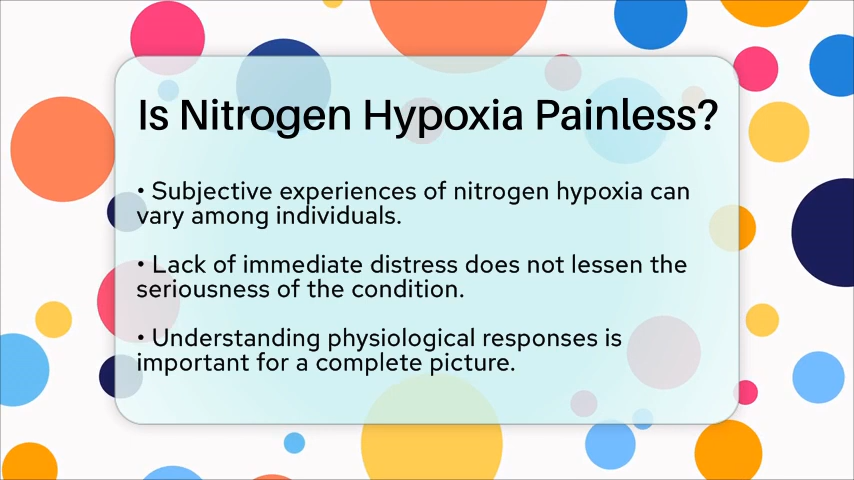 Is Nitrogen Hypoxia Painless?
• Subjective experiences of nitrogen hypoxia can
vary among individuals.
• Lack of immediate distress does not lessen the
seriousness of the condition.
• Understanding physiological responses is
important for a complete picture.